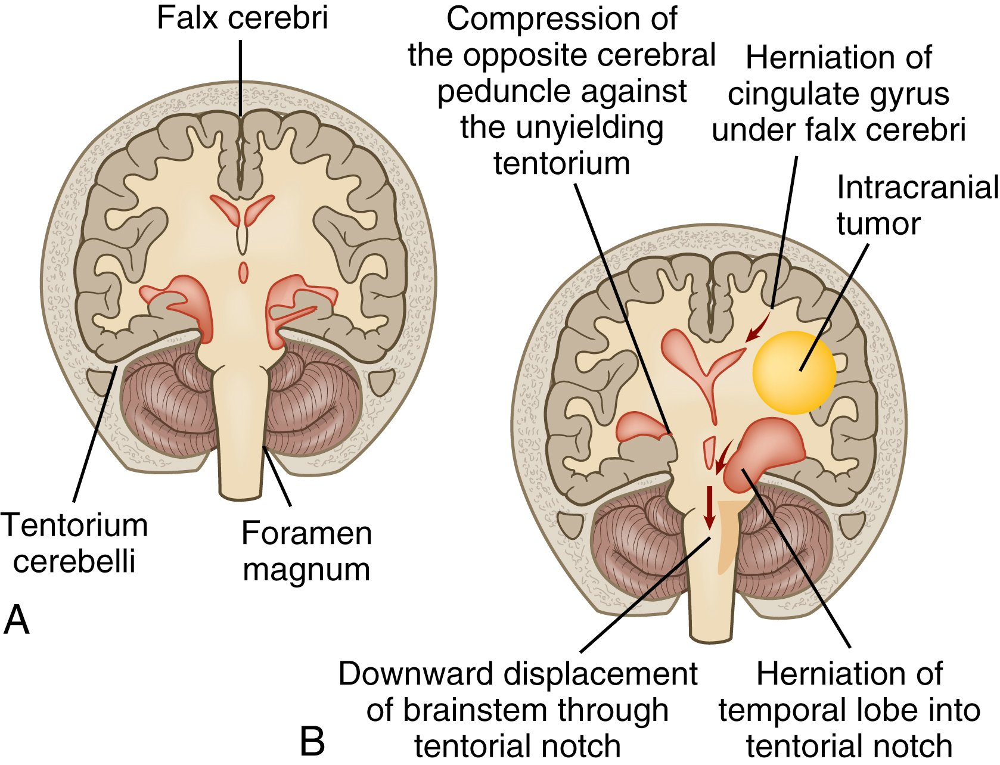 Falx cerebri
Compression of
the opposite cerebral
peduncle against
the unyielding
tentorium
Herniation of
cingulate gyrus
under falx cerebri
Intracranial
tumor
Tentorium
cerebelli
Foramen
magnum
A
Downward displacement
of brainstem through
tentorial notch
Herniation of
temporal lobe into
tentorial notch
B